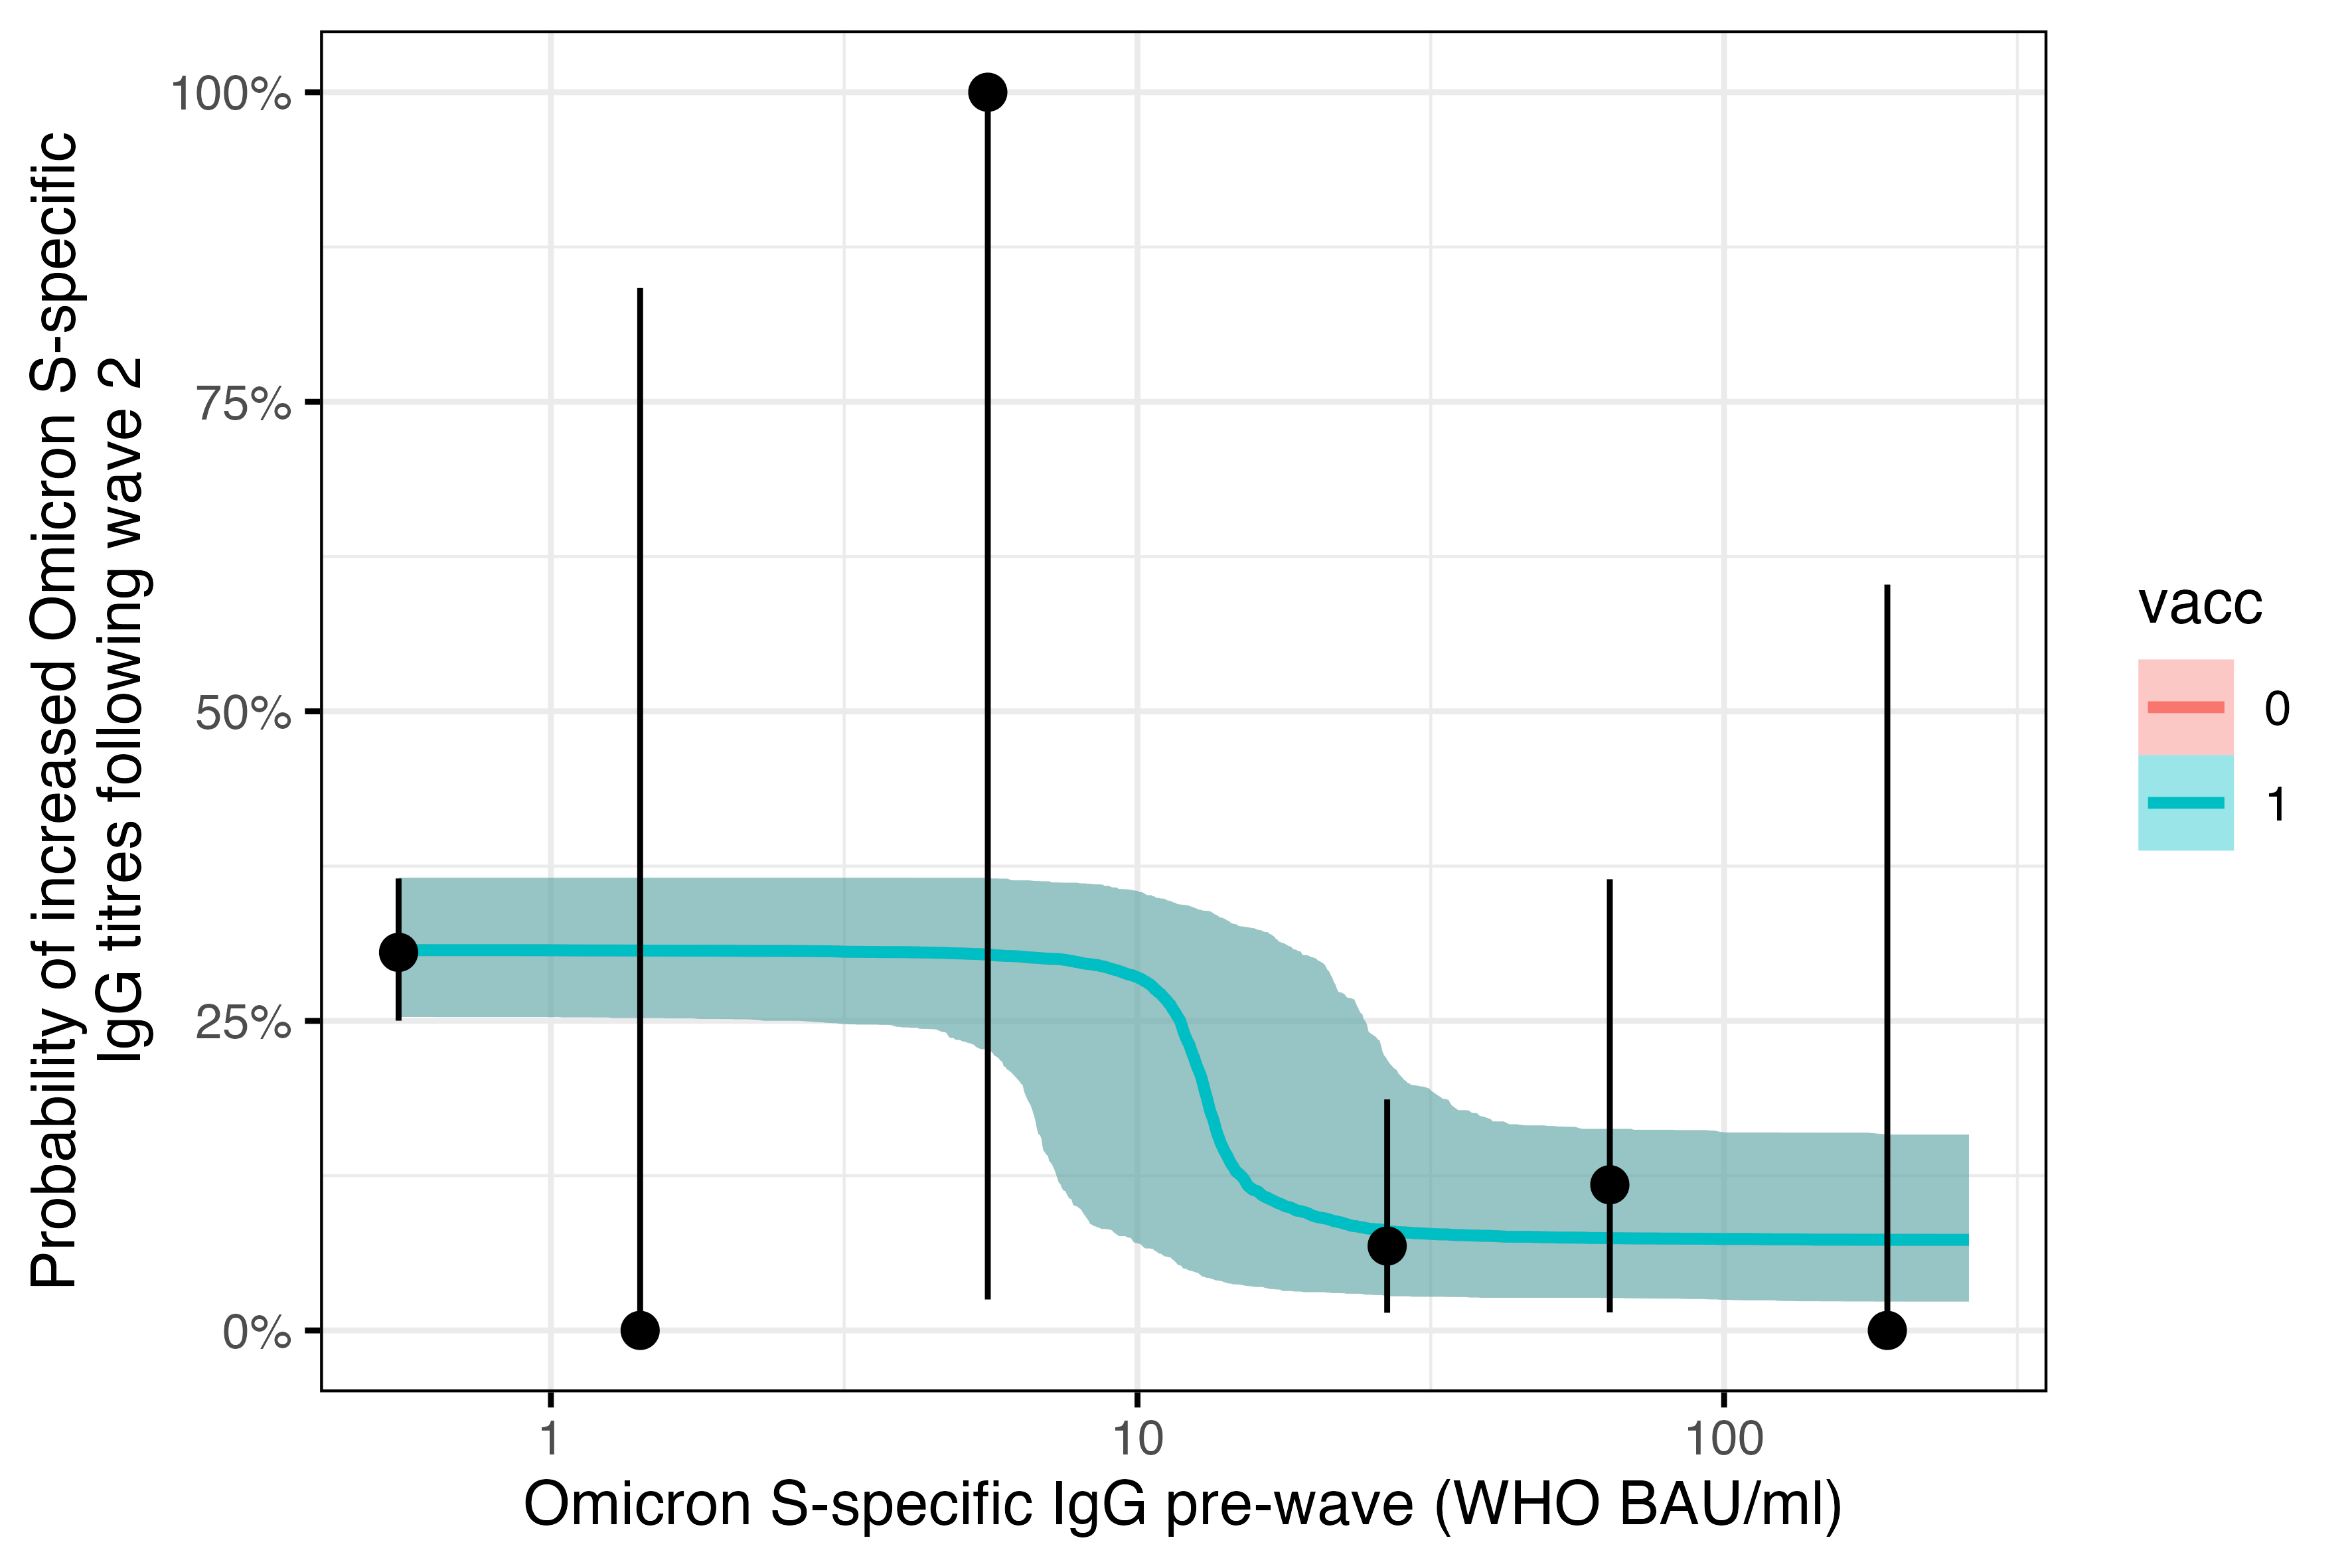 Probability of increased Omicron S-specific
IgG titres following wave 2
100%
75%
50%
25%
0%
1
10
100
Omicron S-specific IgG pre-wave (WHO BAU/ml)
vacc
0
1